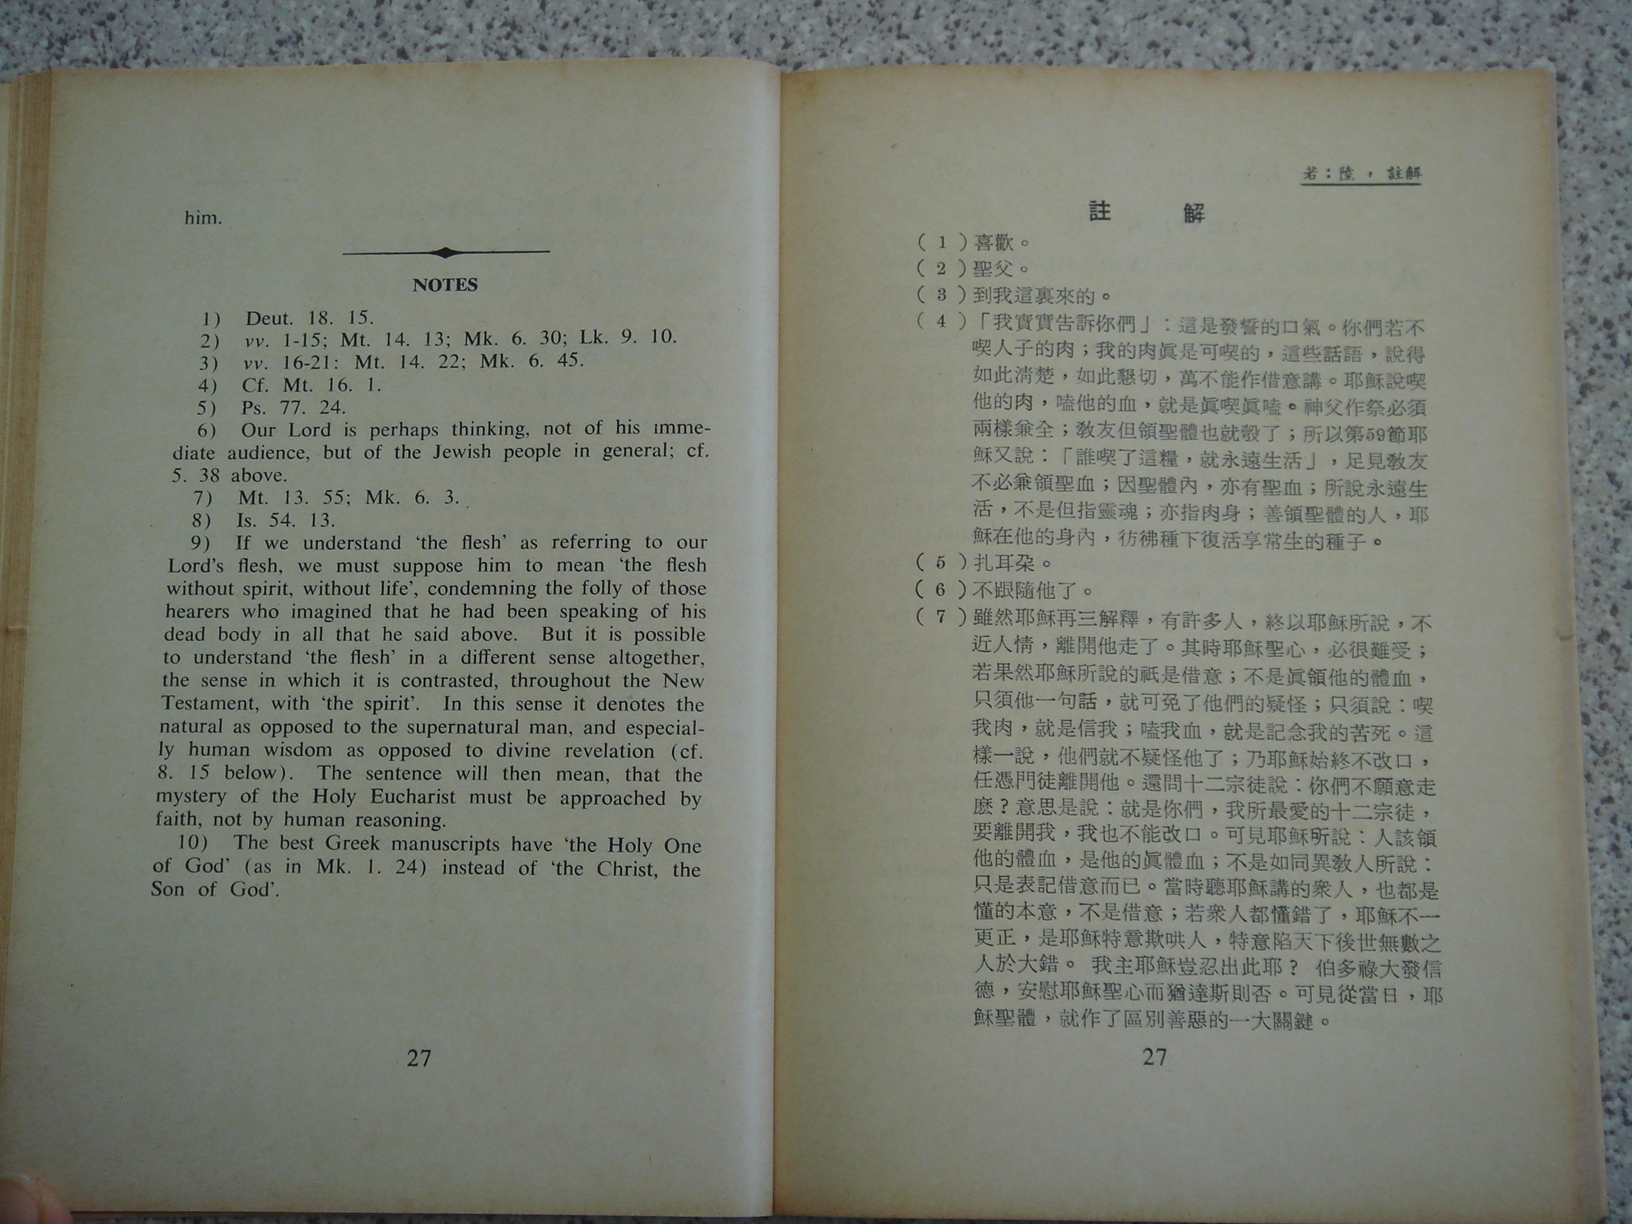 him.
NOTES
1) Deut. 18. 15.
2) vv. 1-15; Mt. 14. 13; Mk. 6. 30; Lk. 9. 10.
3) vv. 16-21: Mt. 14. 22; Mk. 6. 45.
4) Cf. Mt. 16. 1.
5) Ps. 77. 24.
6) Our Lord is perhaps thinking, not of his imme-
diate audience, but of the Jewish people in general; cf.
5. 38 above.
7) Mt. 13. 55; Mk. 6. 3.
8) Is. 54. 13.
9) If we understand ‘the flesh’ as referring to our
Lord's flesh, we must suppose him to mean ‘the flesh
without spirit, without life’, condemning the folly of those
hearers who imagined that he had been speaking of his
dead body in all that he said above. But it is possible
to understand ‘the flesh’ in a different sense altogether,
the sense in which it is contrasted, throughout the New
Testament, with ‘the spirit’. In this sense it denotes the
natural as opposed to the supernatural man, and especial-
ly human wisdom as opposed to divine revelation (cf.
8. 15 below). The sentence will then mean, that the
mystery of the Holy Eucharist must be approached by
faith, not by human reasoning.
10) The best Greek manuscripts have ‘the Holy One
of God’ (as in Mk. 1. 24) instead of ‘the Christ, the
Son of God’.
27
若：陸，註解
註 解
（1）喜歡。
（2）聖父。
（3）到我這裏來的。
（4）「我實實告訴你們」：這是發誓的口氣。你們若不
喫人子的肉；我的肉眞是可喫的，這些話語，說得
如此淸楚，如此懇切，萬不能作借意講。耶穌說喫
他的肉，嗑他的血，就是眞喫眞嗑。神父作祭必須
兩樣兼全；敎友但領聖體也就彀了；所以第59節耶
穌又說：「誰喫了這糧，就永遠生活」，足見敎友
不必兼領聖血；因聖體內，亦有聖血；所說永遠生
活，不是但指靈魂；亦指肉身；善領聖體的人，耶
穌在他的身內，彷彿種下復活享常生的種子。
（5）扎耳朶。
（6）不跟隨他了。
（7）雖然耶穌再三解釋，有許多人，終以耶穌所說，不
近人情，離開他走了。其時耶穌聖心，必很難受；
若果然耶穌所說的祇是借意；不是眞領他的體血，
只須他一句話，就可免了他們的疑怪；只須說：喫
我肉，就是信我；嗑我血，就是記念我的苦死。這
樣一說，他們就不疑怪他了；乃耶穌始終不改口，
任憑門徒離開他。還問十二宗徒說：你們不願意走
麽？意思是說：就是你們，我所最愛的十二宗徒，
要離開我，我也不能改口。可見耶穌所說：人該領
他的體血，是他的眞體血；不是如同異敎人所說：
只是表記借意而已。當時聽耶穌講的衆人，也都是
懂的本意，不是借意；若衆人都懂錯了，耶穌不一
更正，是耶穌特意欺哄人，特意陷天下後世無數之
人於大錯。 我主耶穌豈忍出此耶？ 伯多祿大發信
德，安慰耶穌聖心而猶達斯則否。可見從當日，耶
穌聖體，就作了區別善惡的一大關鍵。
27